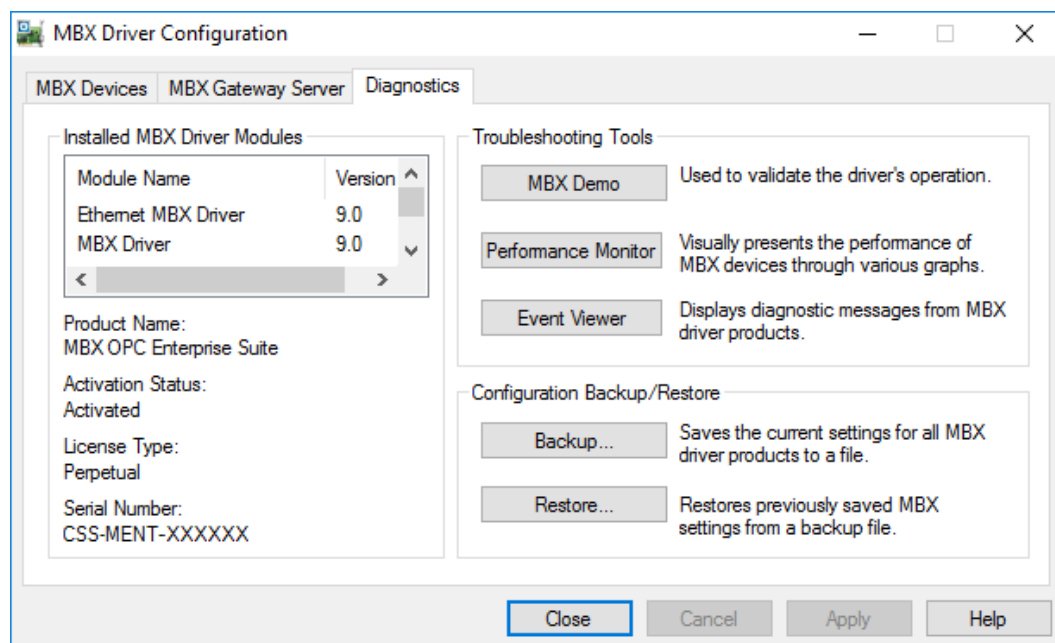 MBX Driver Configuration
MBX Devices
MBX Gateway Server
Diagnostics
Installed MBX Driver Modules
Module Name Version
Ethernet MBX Driver 9.0
MBX Driver 9.0
Product Name:
MBX OPC Enterprise Suite
Activation Status:
Activated
License Type:
Perpetual
Serial Number:
CSS-MENT-XXXXXX
Troubleshooting Tools
MBX Demo
Used to validate the driver's operation.
Performance Monitor
Visually presents the performance of
MBX devices through various graphs.
Event Viewer
Displays diagnostic messages from MBX
driver products.
Configuration Backup/Restore
Backup...
Saves the current settings for all MBX
driver products to a file.
Restore...
Restores previously saved MBX
settings from a backup file.
Close
Cancel
Apply
Help